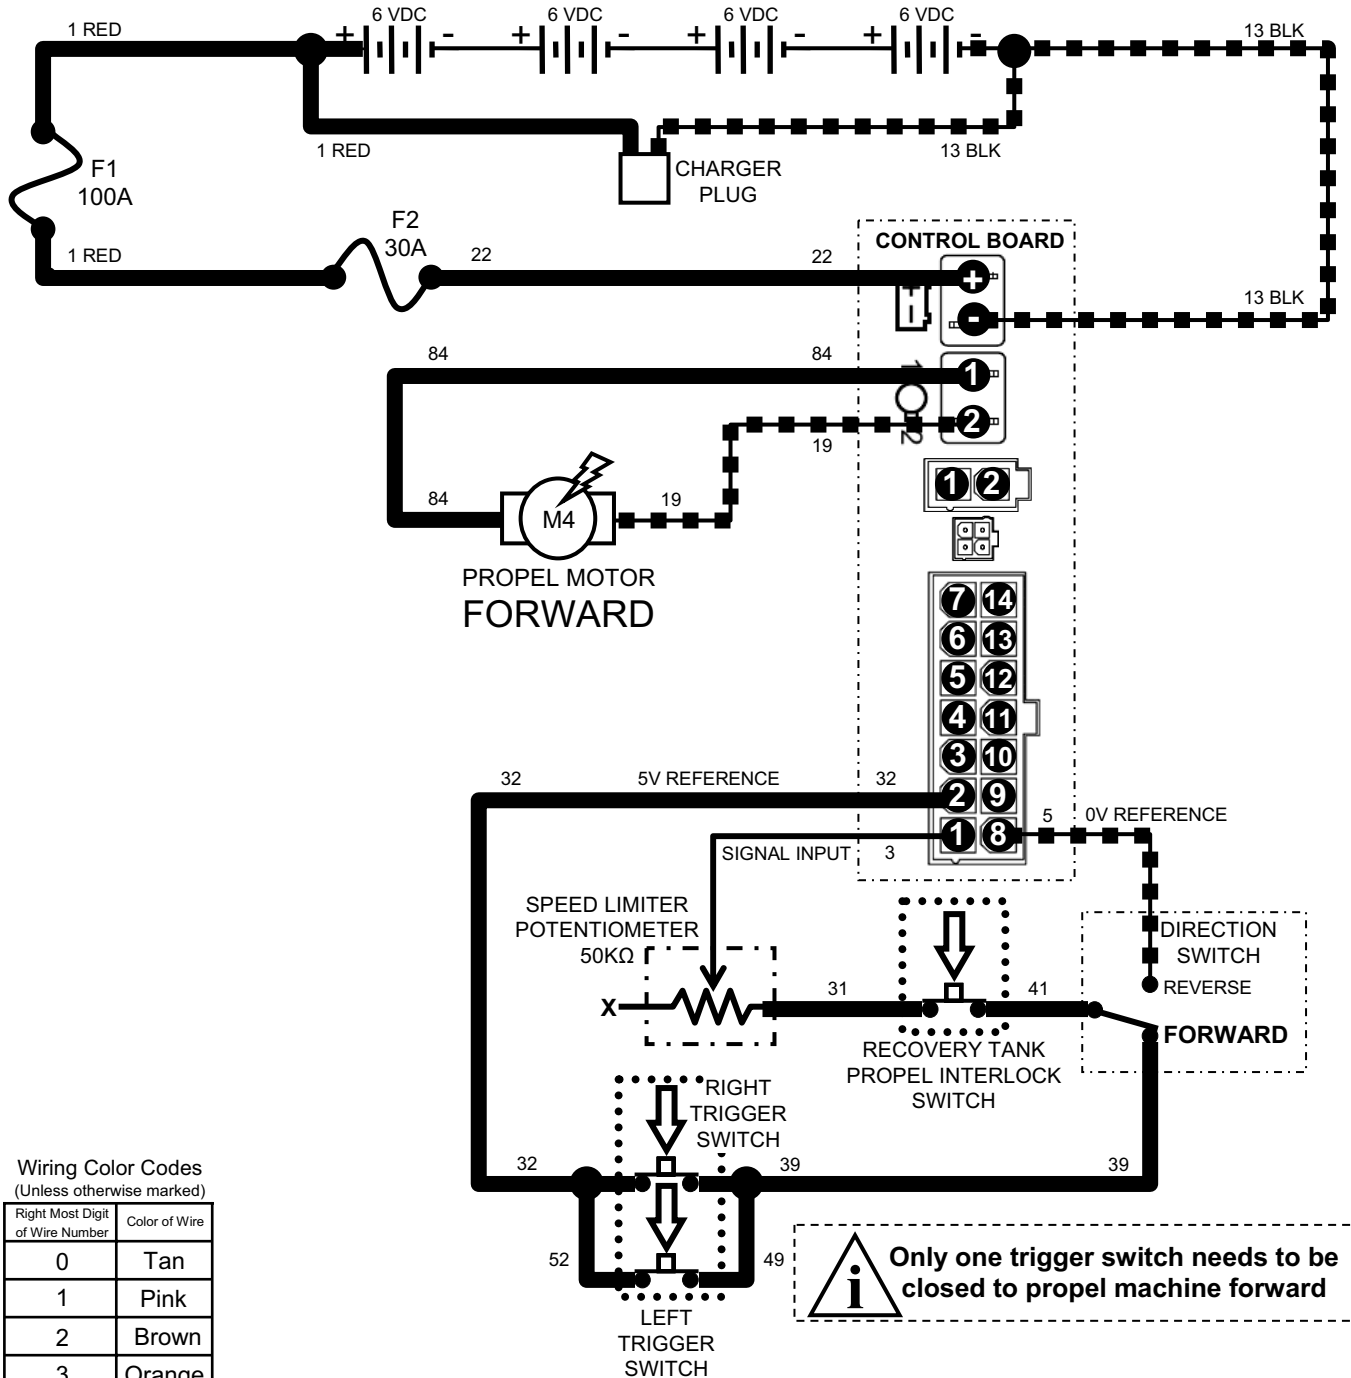 6 VDC
6 VDC
6 VDC
6 VDC
1 RED
+
-
+
-
+
-
+
-
13 BLK
1 RED
13 BLK
CHARGER
PLUG
F1
100A
F2
30A
1 RED
22
22
CONTROL BOARD
+
-
+
-
13 BLK
84
84
1
1
2
2
19
84
M4
19
PROPEL MOTOR
FORWARD
1 2
7 14
6 13
5 12
4 11
3 10
2 9
1 8
32
5V REFERENCE
32
5
0V REFERENCE
SIGNAL INPUT
3
SPEED LIMITER
POTENTIOMETER
50KΩ
X
31
41
RECOVERY TANK
PROPEL INTERLOCK
SWITCH
DIRECTION
SWITCH
REVERSE
FORWARD
RIGHT
TRIGGER
SWITCH
32
39
39
52
49
LEFT
TRIGGER
SWITCH
i
Only one trigger switch needs to be
closed to propel machine forward
Wiring Color Codes
(Unless otherwise marked)
Right Most Digit
of Wire Number
Color of Wire
0 Tan
1 Pink
2 Brown
3 Orange